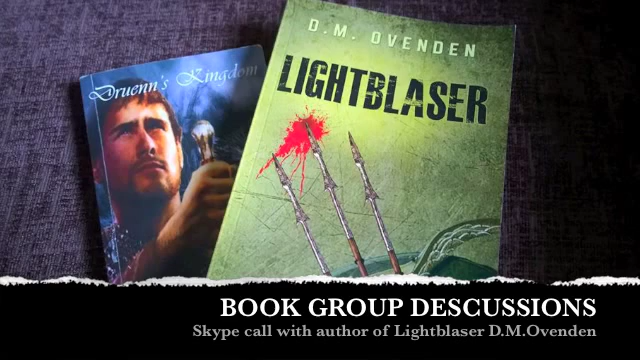 D.M. OVENDEN
LIGHTBLASER
Druenn's Kingdom
BOOK GROUP DESCUSSIONS
Skype call with author of Lightblaser D.M.Ovenden